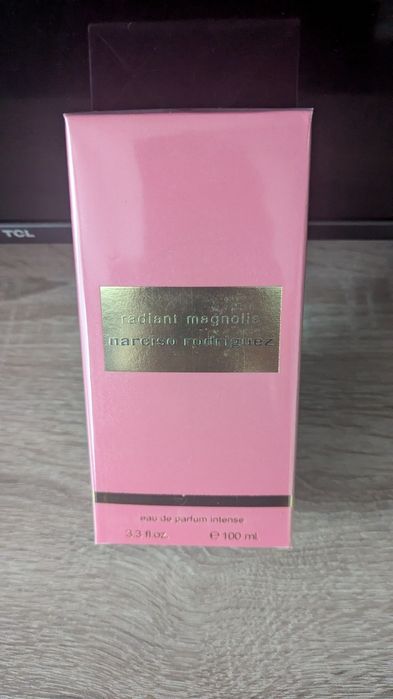 TCL
radiant magnolia
narciso rodriguez
eau de parfum intense
3.3 fl.oz. ℮ 100 ml